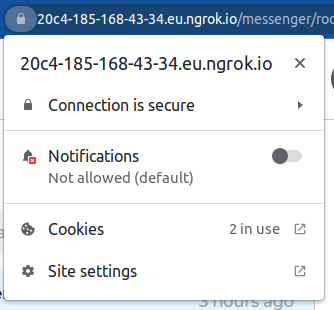 20c4-185-168-43-34.eu.ngrok.io/messenger/roo
20c4-185-168-43-34.eu.ngrok.io
Connection is secure
Notifications
Not allowed (default)
Cookies 2 in use
Site settings
3 hours ago